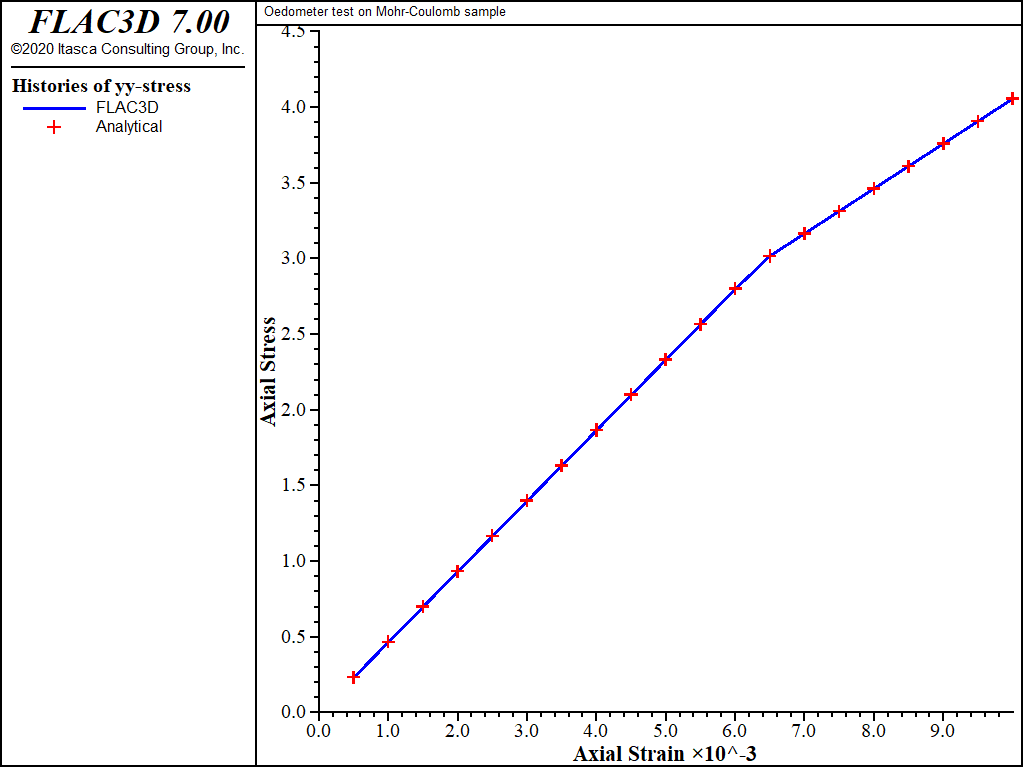 FLAC3D 7.00
©2020 Itasca Consulting Group, Inc.
Histories of yy-stress
FLAC3D
Analytical
Oedometer test on Mohr-Coulomb sample
4.5
4.0
3.5
3.0
2.5
2.0
1.5
1.0
0.5
0.0
Axial Stress
0.0 1.0 2.0 3.0 4.0 5.0 6.0 7.0 8.0 9.0
Axial Strain ×10^-3